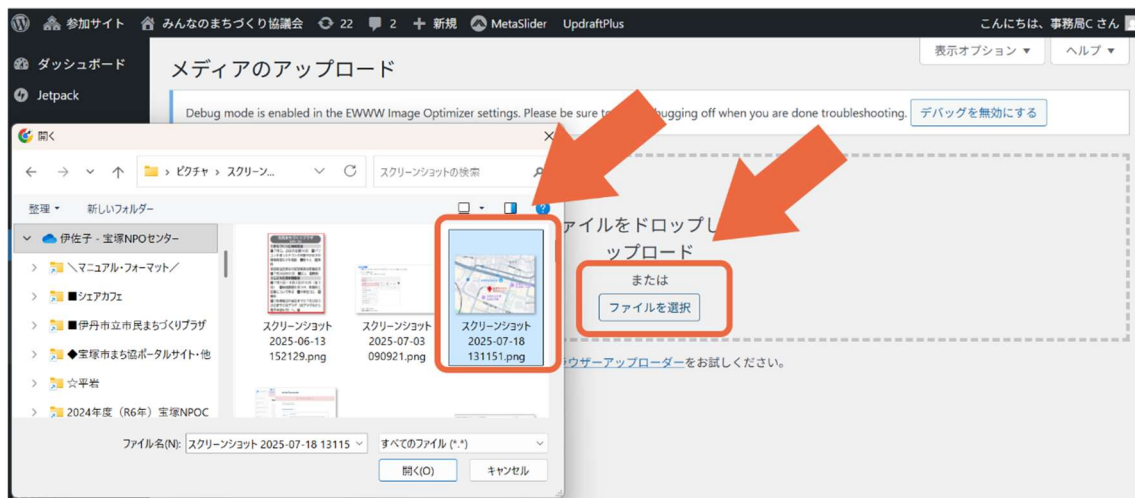 参加サイト みんなのまちづくり協議会 22 2 新規 MetaSlider UpdraftPlus こんにちは、事務局C さん
表示オプション ヘルプ
ダッシュボード
Jetpack
メディアのアップロード
Debug mode is enabled in the EWWW Image Optimizer settings. Please be sure to bugging off when you are done troubleshooting. デバッグを無効にする
開く
ピクチャ › スクリーン... スクリーンショットの検索
整理 新しいフォルダー
伊佐子 - 宝塚NPOセンター
＼マニュアル・フォーマット／
■シェアカフェ
■伊丹市立市民まちづくりプラザ
◆宝塚市まち協ポータルサイト・他
☆平岩
2024年度（R6年）宝塚NPOC
スクリーンショット
2025-06-13
152129.png
スクリーンショット
2025-07-03
090921.png
スクリーンショット
2025-07-18
131151.png
ファイル名(N): スクリーンショット 2025-07-18 13115 すべてのファイル (*.*)
開く(O) キャンセル
ァイルをドロップし
ップロード
または
ファイルを選択
ラウザーアップローダーをお試しください。